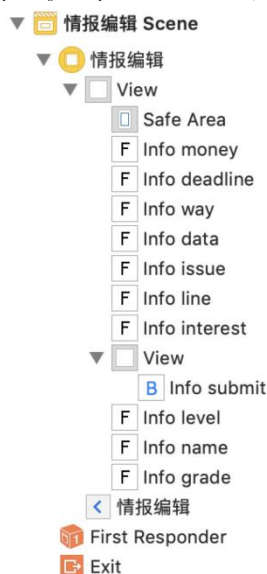 情报编辑 Scene
情报编辑
View
Safe Area
F Info money
F Info deadline
F Info way
F Info data
F Info issue
F Info line
F Info interest
View
B Info submit
F Info level
F Info name
F Info grade
情报编辑
First Responder
Exit